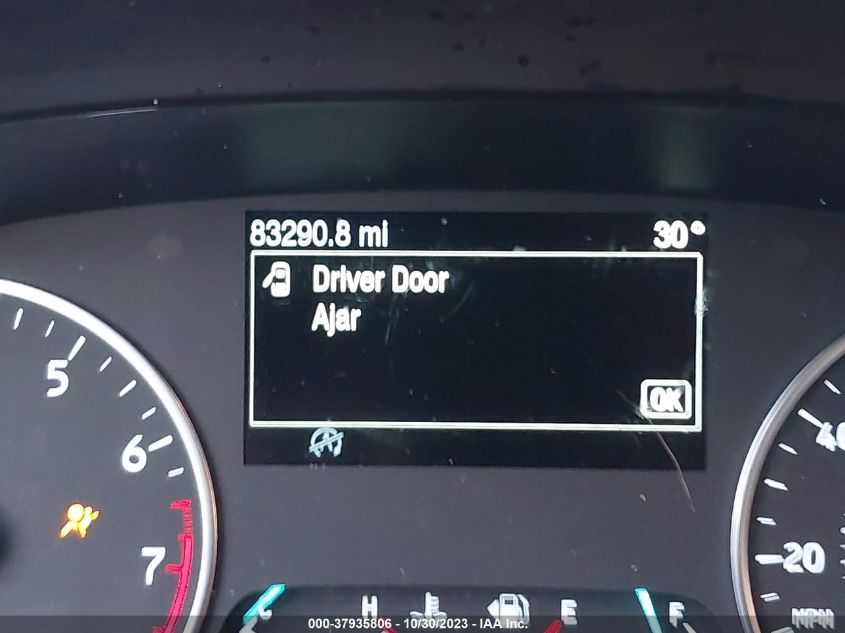 83290.8 mi 30°
Driver Door
Ajar
OK
5
6
7
40
20
MPH
C H E F
000-37935806 - 10/30/2023 - IAA Inc.